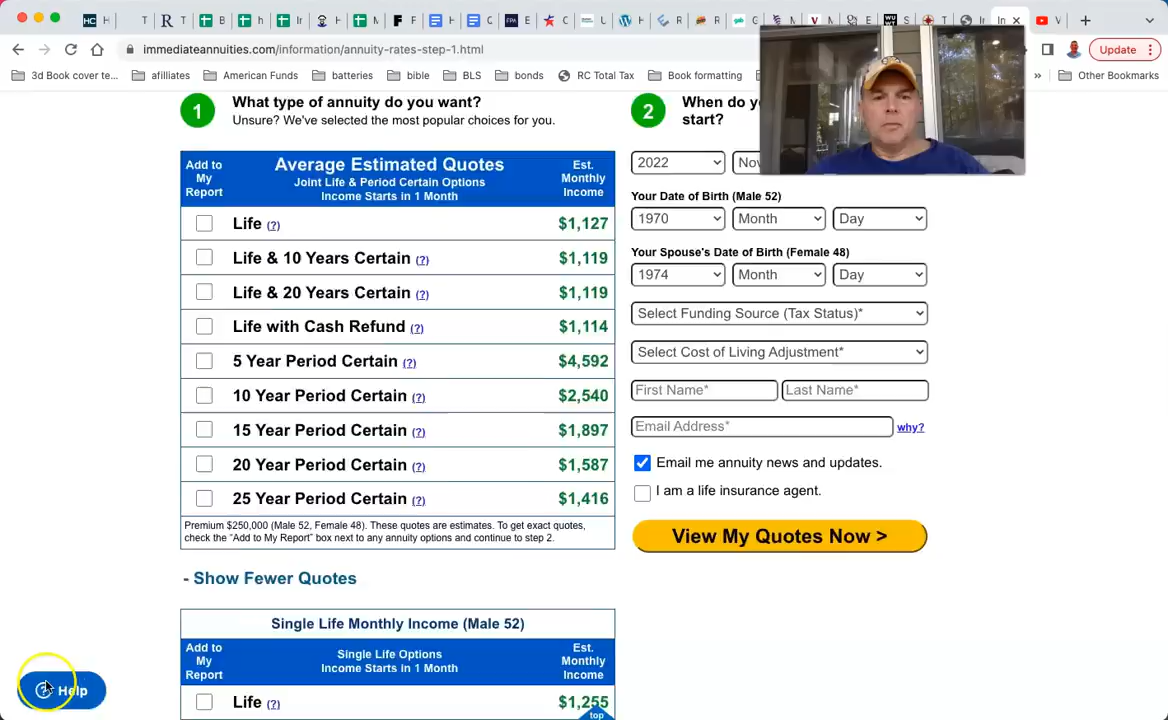 HC
H
T
T
R
T
B
h
Ir
H
M
F
F
H
C
EPA
E
C
L
H
E
R
R
G
M
V
M
E
WU
WT
S
T
Ir
In
V
immediateannuities.com/information/annuity-rates-step-1.html
Update
3d Book cover te...
afiliates
American Funds
batteries
bible
BLS
bonds
RC Total Tax
Book formatting
»
Other Bookmarks
1
What type of annuity do you want?
Unsure? We've selected the most popular choices for you.
2
When do y
start?
Add to
My
Report
Average Estimated Quotes
Joint Life & Period Certain Options
Income Starts in 1 Month
Est.
Monthly
Income
Life (?) $1,127
Life & 10 Years Certain (?) $1,119
Life & 20 Years Certain (?) $1,119
Life with Cash Refund (?) $1,114
5 Year Period Certain (?) $4,592
10 Year Period Certain (?) $2,540
15 Year Period Certain (?) $1,897
20 Year Period Certain (?) $1,587
25 Year Period Certain (?) $1,416
Premium $250,000 (Male 52, Female 48). These quotes are estimates. To get exact quotes,
check the "Add to My Report" box next to any annuity options and continue to step 2.
- Show Fewer Quotes
Single Life Monthly Income (Male 52)
Add to
My
Report
Single Life Options
Income Starts in 1 Month
Est.
Monthly
Income
Life (?) $1,255
top
2022 Nov
Your Date of Birth (Male 52)
1970 Month Day
Your Spouse's Date of Birth (Female 48)
1974 Month Day
Select Funding Source (Tax Status)*
Select Cost of Living Adjustment*
First Name* Last Name*
Email Address* why?
Email me annuity news and updates.
I am a life insurance agent.
View My Quotes Now >
Help